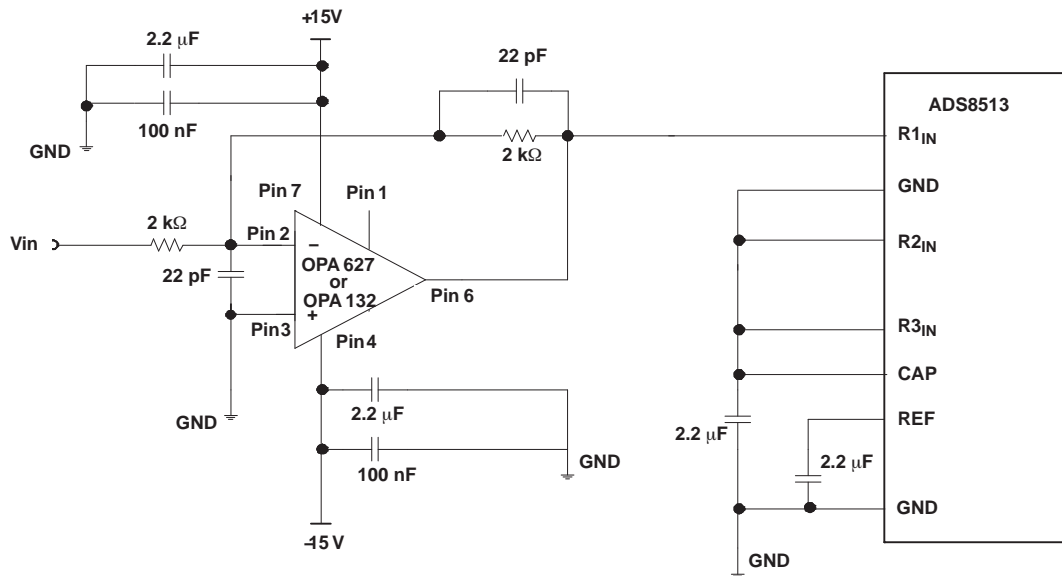 +15V
2.2 μF
22 pF
ADS8513
100 nF
R1IN
GND
2 kΩ
GND
Pin 7
Pin 1
2 kΩ
Vin
Pin 2
–
R2IN
22 pF
OPA 627
or
OPA 132
Pin 6
Pin3
+
Pin4
R3IN
CAP
GND
2.2 μF
REF
2.2 μF
2.2 μF
100 nF
GND
GND
–15 V
GND